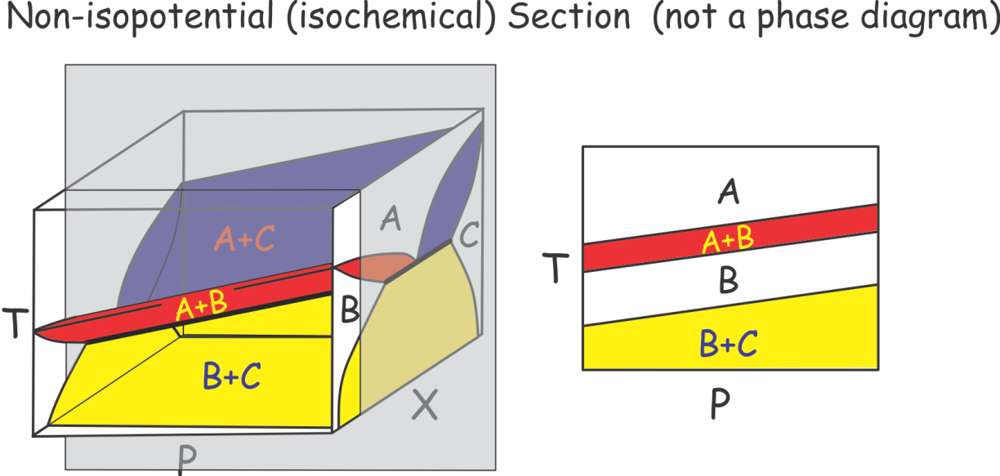 Non-isopotential (isochemical) Section (not a phase diagram)
A+C
A
C
T
A+B
B
B+C
X
P
A
A+B
T
B
B+C
P